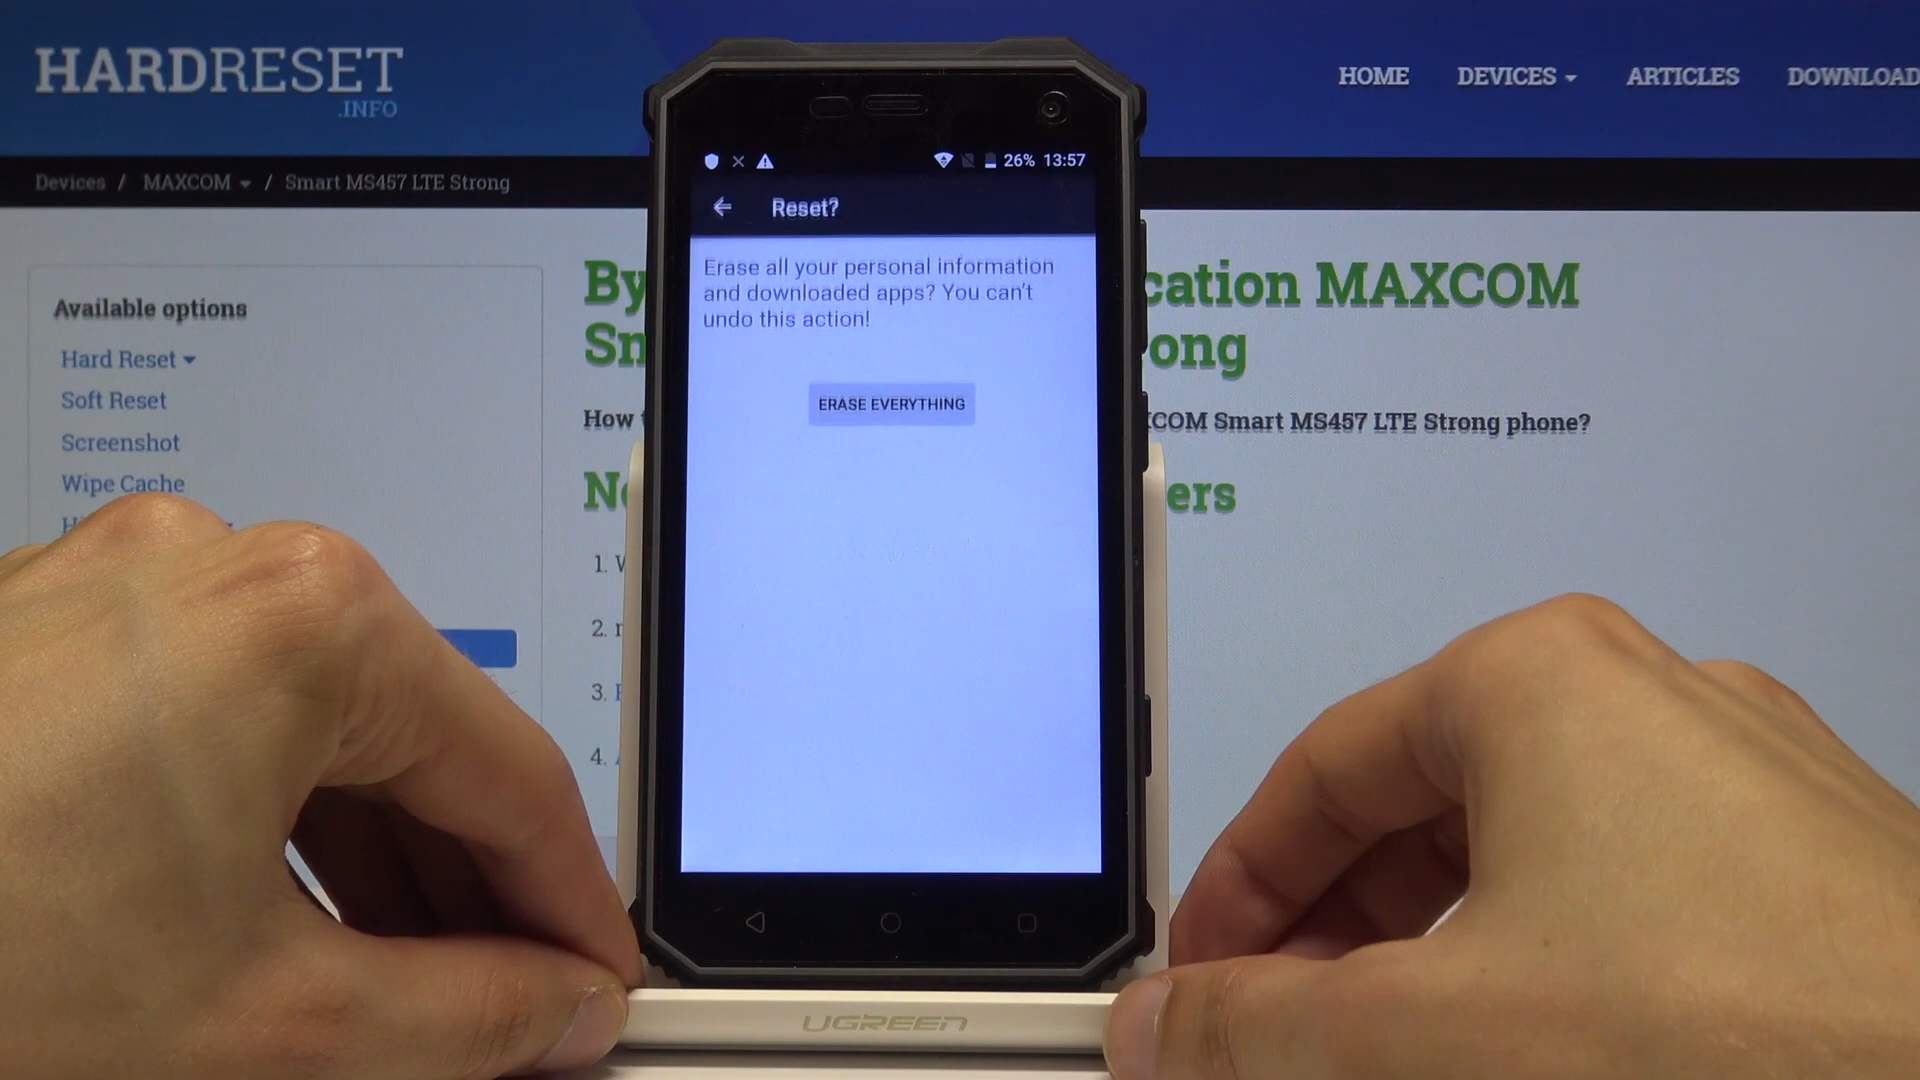 HARDRESET
.INFO
HOME DEVICES ARTICLES DOWNLOAD
Devices / MAXCOM / Smart MS457 LTE Strong
Available options
Hard Reset
Soft Reset
Screenshot
Wipe Cache
By cation MAXCOM
ong
How t COM Smart MS457 LTE Strong phone?
ers
1.
2.
3.
4.
26% 13:57
Reset?
Erase all your personal information
and downloaded apps? You can't
undo this action!
ERASE EVERYTHING
UGREEN